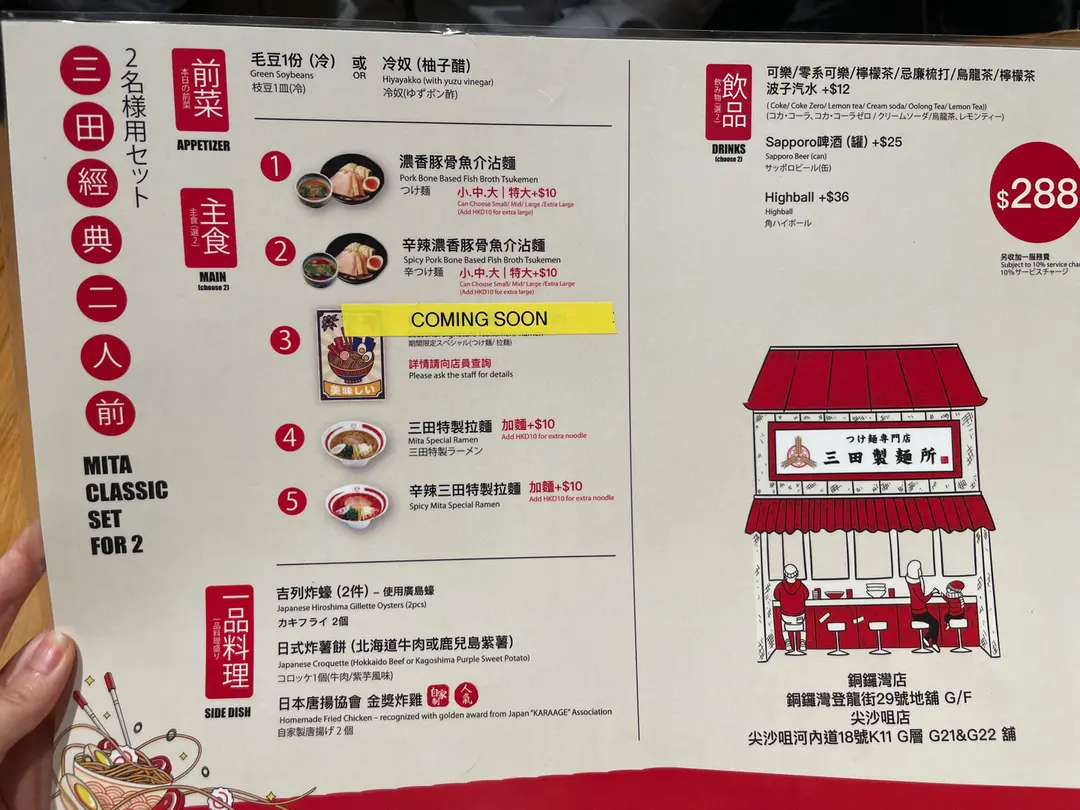 三田經典二人前
2名様用セット
MITA
CLASSIC
SET
FOR 2
前菜
本日の前菜
APPETIZER
毛豆1份 (冷)
Green Soybeans
枝豆1皿(冷)
或
OR
冷奴 (柚子醋)
Hiyayakko (with yuzu vinegar)
冷奴(ゆずポン酢)
主食
主食(選2)
MAIN
(choose 2)
1
濃香豚骨魚介沾麵
Pork Bone Based Fish Broth Tsukemen
つけ麵
小.中.大 | 特大+$10
Can Choose Small/ Mid/ Large /Extra Large
(Add HKD10 for extra large)
2
辛辣濃香豚骨魚介沾麵
Spicy Pork Bone Based Fish Broth Tsukemen
辛つけ麵
小.中.大 | 特大+$10
Can Choose Small/ Mid/ Large /Extra Large
(Add HKD10 for extra large)
3
美味しい
COMING SOON
期間限定スペシャル(つけ麵/ 拉麵)
詳情請向店員查詢
Please ask the staff for details
4
三田特製拉麵 加麵+$10
Mita Special Ramen
Add HKD10 for extra noodle
三田特製ラーメン
5
辛辣三田特製拉麵 加麵+$10
Spicy Mita Special Ramen
Add HKD10 for extra noodle
一品料理
一品料理盛り
SIDE DISH
吉列炸蠔 (2件) – 使用廣島蠔
Japanese Hiroshima Gillette Oysters (2pcs)
カキフライ 2個
日式炸薯餅 (北海道牛肉或鹿兒島紫薯)
Japanese Croquette (Hokkaido Beef or Kagoshima Purple Sweet Potato)
コロッケ1個(牛肉/紫芋風味)
日本唐揚協會 金獎炸雞
自家製
人氣
Homemade Fried Chicken – recognized with golden award from Japan "KARAAGE" Association
自家製唐揚げ 2 個
飲品
飲み物(選2)
DRINKS
(choose 2)
可樂/零系可樂/檸檬茶/忌廉梳打/烏龍茶/檸檬茶
波子汽水 +$12
( Coke/ Coke Zero/ Lemon tea/ Cream soda/ Oolong Tea/ Lemon Tea))
(コカ・コーラ、コカ・コーラゼロ / クリームソーダ/烏龍茶、レモンティー)
Sapporo啤酒 (罐) +$25
Sapporo Beer (can)
サッポロビール(缶)
Highball +$36
Highball
角ハイボール
$288
另收加一服務費
Subject to 10% service cha
10%サービスチャージ
つけ麵専門店
三田製麵所
銅鑼灣店
銅鑼灣登龍街29號地舖 G/F
尖沙咀店
尖沙咀河內道18號K11 G層 G21&G22 舖